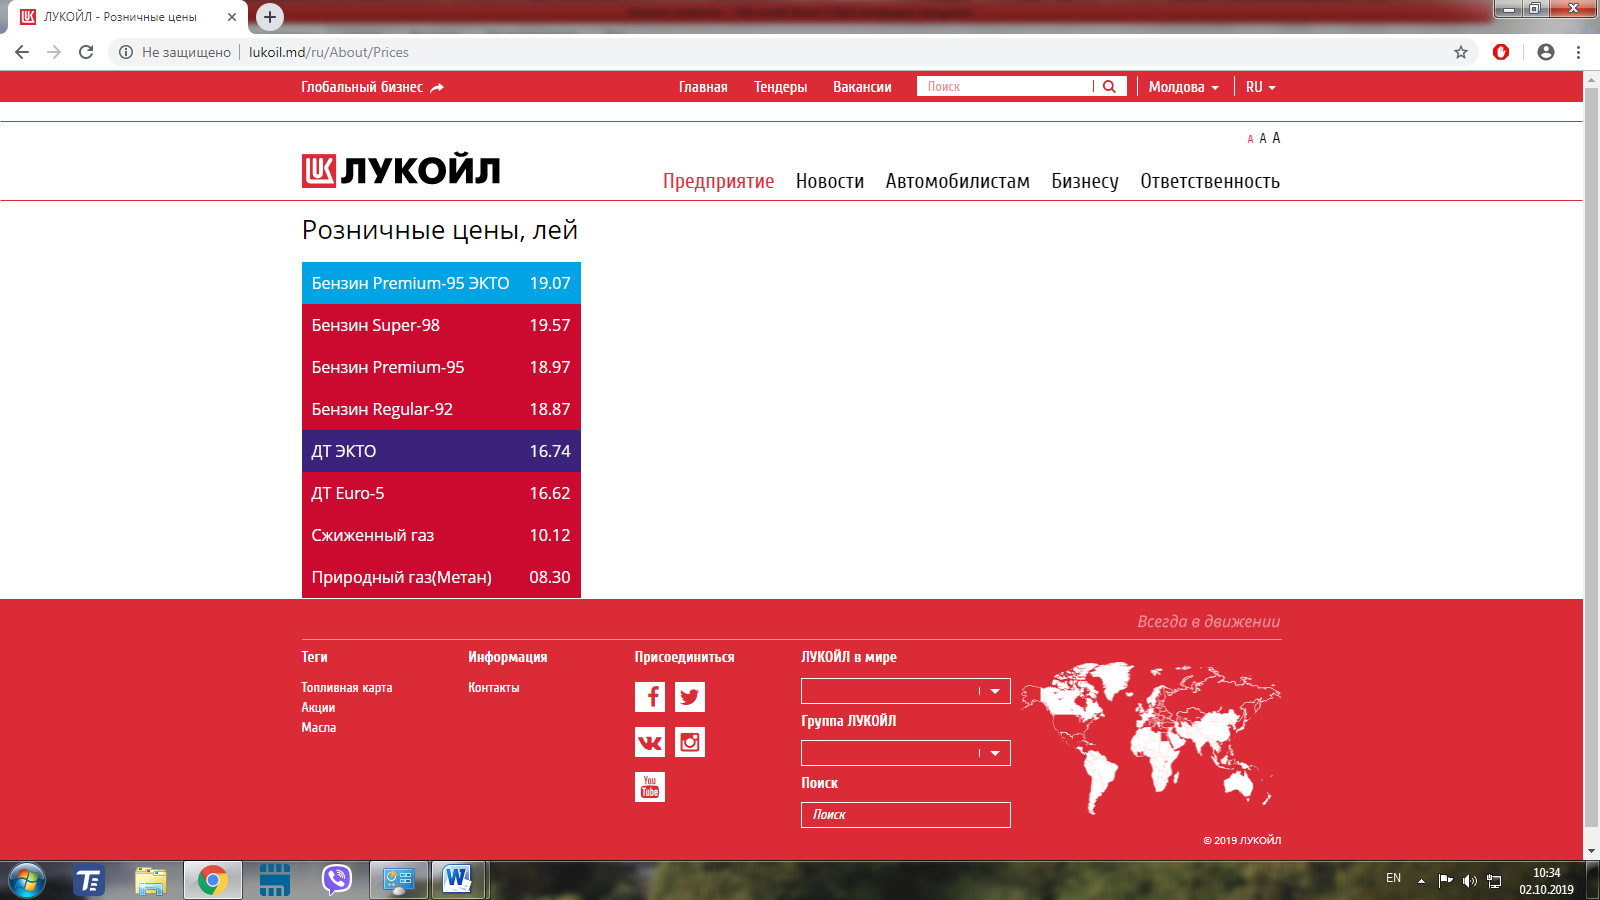 ЛУКОЙЛ - Розничные цены
Не защищено
lukoil.md/ru/About/Prices
Глобальный бизнес
Главная Тендеры Вакансии Поиск Молдова RU
A A A
ЛУКОЙЛ
Предприятие Новости Автомобилистам Бизнесу Ответственность
Розничные цены, лей
Бензин Premium-95 ЭКТО 19.07
Бензин Super-98 19.57
Бензин Premium-95 18.97
Бензин Regular-92 18.87
ДТ ЭКТО 16.74
ДТ Euro-5 16.62
Сжиженный газ 10.12
Природный газ(Метан) 08.30
Всегда в движении
Теги
Топливная карта
Акции
Масла
Информация
Контакты
Присоединиться
You
Tube
ЛУКОЙЛ в мире
Группа ЛУКОЙЛ
Поиск
Поиск
© 2019 ЛУКОЙЛ
EN
10:34
02.10.2019